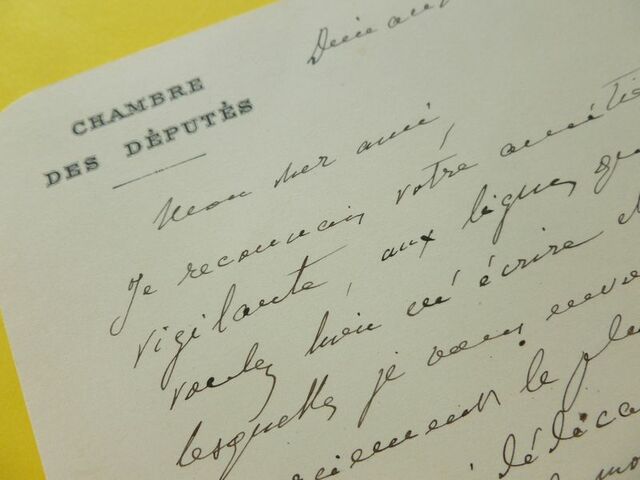 CHAMBRE
DES DÉPUTÉS
Mon cher ami,
Je reconnais votre amitié
vigilante, aux lignes que
voulez bien m'écrire
lesquelles je vous
le plus
délica